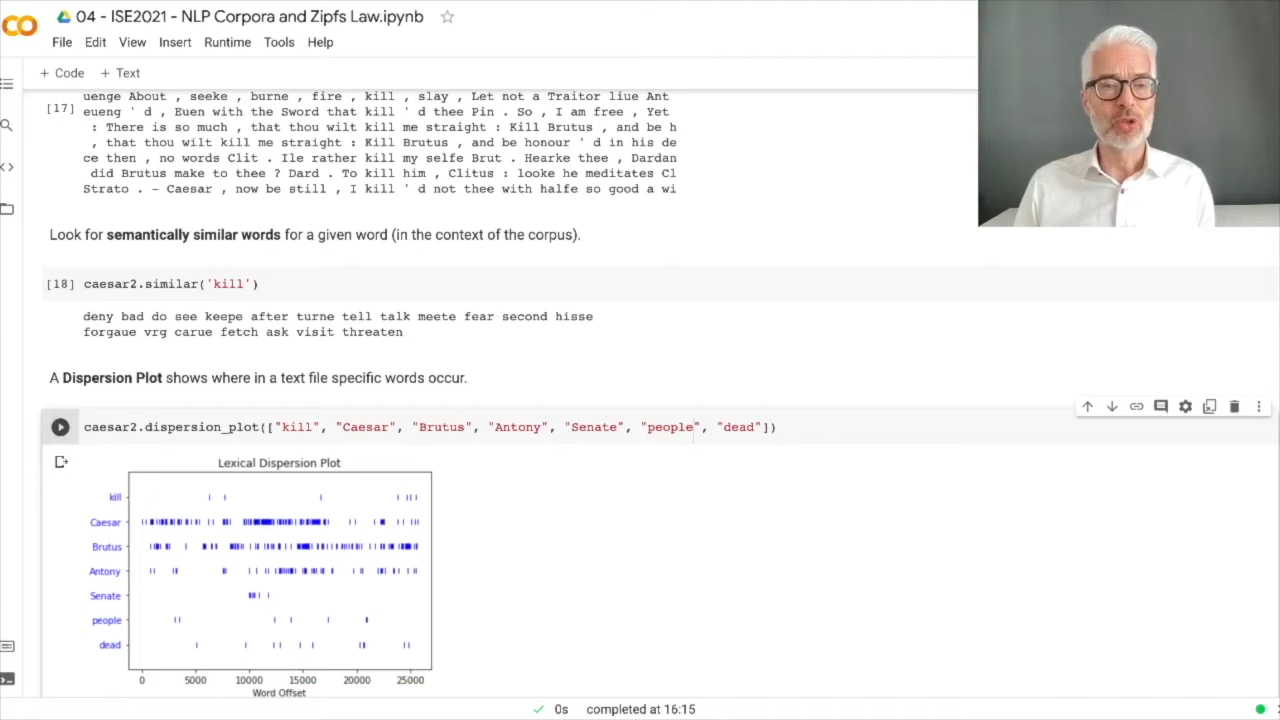 04 - ISE2021 - NLP Corpora and Zipfs Law.ipynb
File Edit View Insert Runtime Tools Help
+ Code + Text
uenge About , seeke , burne , fire , kill , slay , Let not a Traitor liue Ant
[17] eueng ' d , Euen with the Sword that kill ' d thee Pin . So , I am free , Yet
: There is so much , that thou wilt kill me straight : Kill Brutus , and be h
, that thou wilt kill me straight : Kill Brutus , and be honour ' d in his de
ce then , no words Clit . Ile rather kill my selfe Brut . Hearke thee , Dardan
did Brutus make to thee ? Dard . To kill him , Clitus : looke he meditates Cl
Strato . - Caesar , now be still , I kill ' d not thee with halfe so good a wi
Look for semantically similar words for a given word (in the context of the corpus).
[18] caesar2.similar('kill')
deny bad do see keepe after turne tell talk meete fear second hisse
forgaue vrg carue fetch ask visit threaten
A Dispersion Plot shows where in a text file specific words occur.
caesar2.dispersion_plot(["kill", "Caesar", "Brutus", "Antony", "Senate", "people", "dead"])
Lexical Dispersion Plot
kill
Caesar
Brutus
Antony
Senate
people
dead
0 5000 10000 15000 20000 25000
Word Offset
0s completed at 16:15